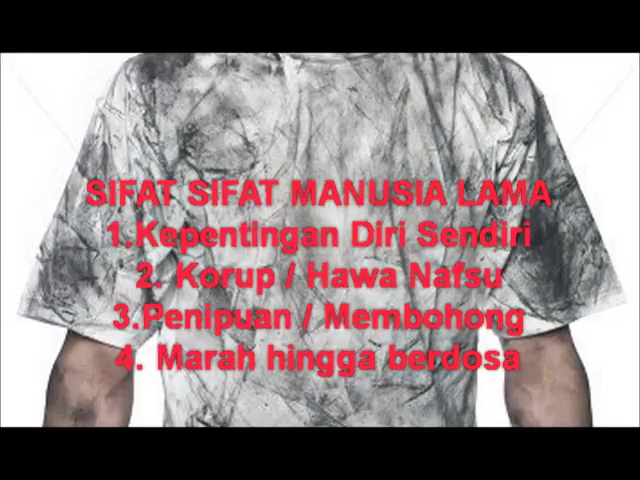 SIFAT SIFAT MANUSIA LAMA
1.Kepentingan Diri Sendiri
2. Korup / Hawa Nafsu
3.Penipuan / Membohong
4. Marah hingga berdosa